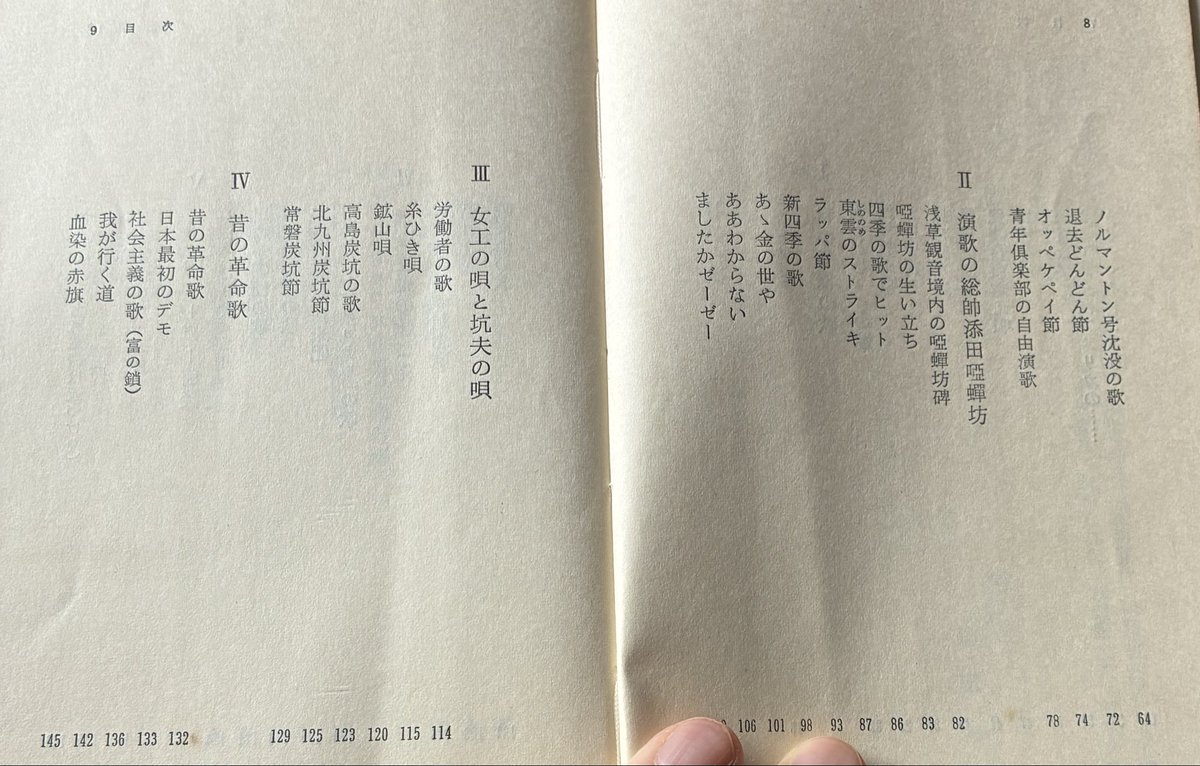 8
ノルマントン号沈没の歌 64
退去どんどん節 72
オッペケペイ節 74
青年倶楽部の自由演歌 78
Ⅱ 演歌の総帥添田啞蟬坊
浅草観音境内の啞蟬坊碑 82
啞蟬坊の生い立ち 83
四季の歌でヒット 86
しののめ
東雲のストライキ 87
ラッパ節 93
新四季の歌 98
あゝ金の世や 101
ああわからない 106
ましたかゼーゼー
9 目次
Ⅲ 女工の唄と坑夫の唄
労働者の歌 114
糸ひき唄 115
鉱山唄 120
高島炭坑の歌 123
北九州炭坑節 125
常磐炭坑節 129
Ⅳ 昔の革命歌
昔の革命歌 132
日本最初のデモ 133
社会主義の歌（富の鎖） 136
我が行く道 142
血染の赤旗 145